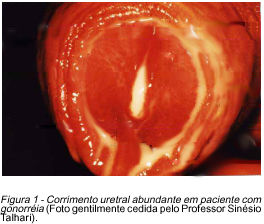 Figura 1 - Corrimento uretral abundante em paciente com
gonorréia (Foto gentilmente cedida pelo Professor Sinésio
Talhari).